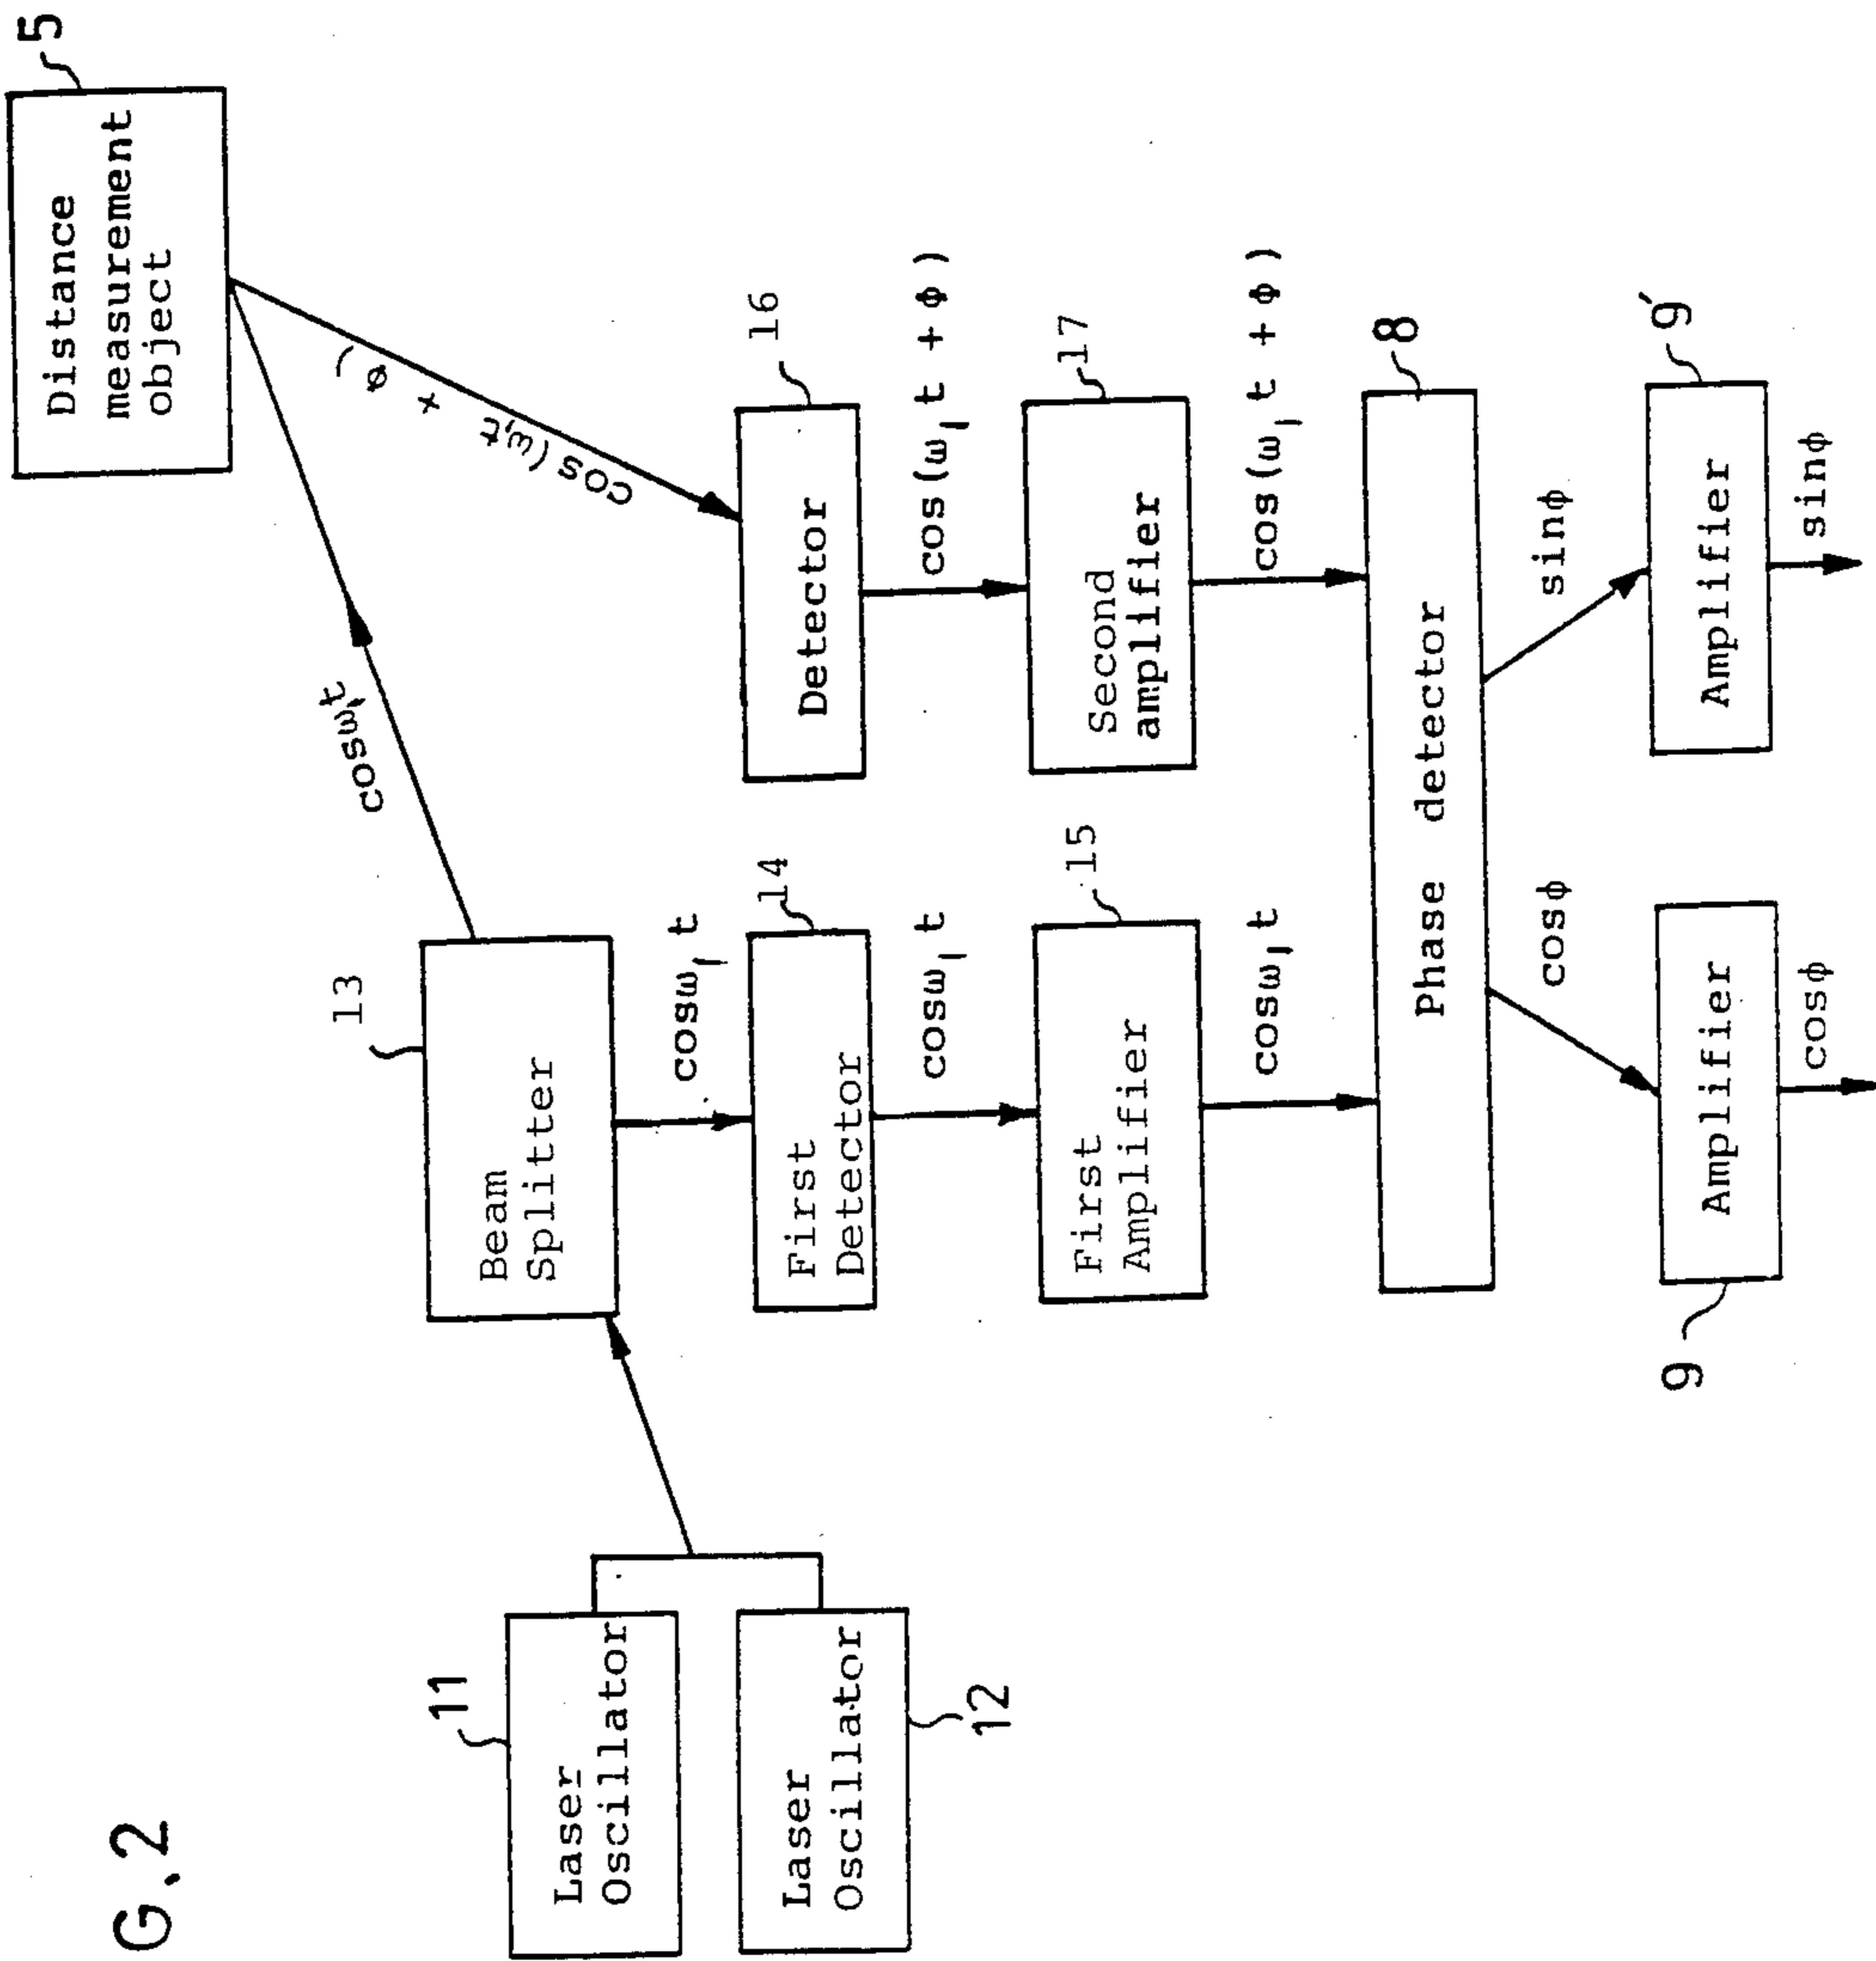 G.2
11
Laser
Oscillator
Laser
Oscillator
12
13
Beam
Splitter
cosω₁t
5
Distance
measurement
object
cos(ω₁t + φ)
cosω₁t
14
First
Detector
cosω₁t
15
First
Amplifier
cosω₁t
16
Detector
cos(ω₁t + φ)
17
Second
amplifier
cos(ω₁t + φ)
8
Phase detector
cosφ
sinφ
9
Amplifier
cosφ
9'
Amplifier
sinφ